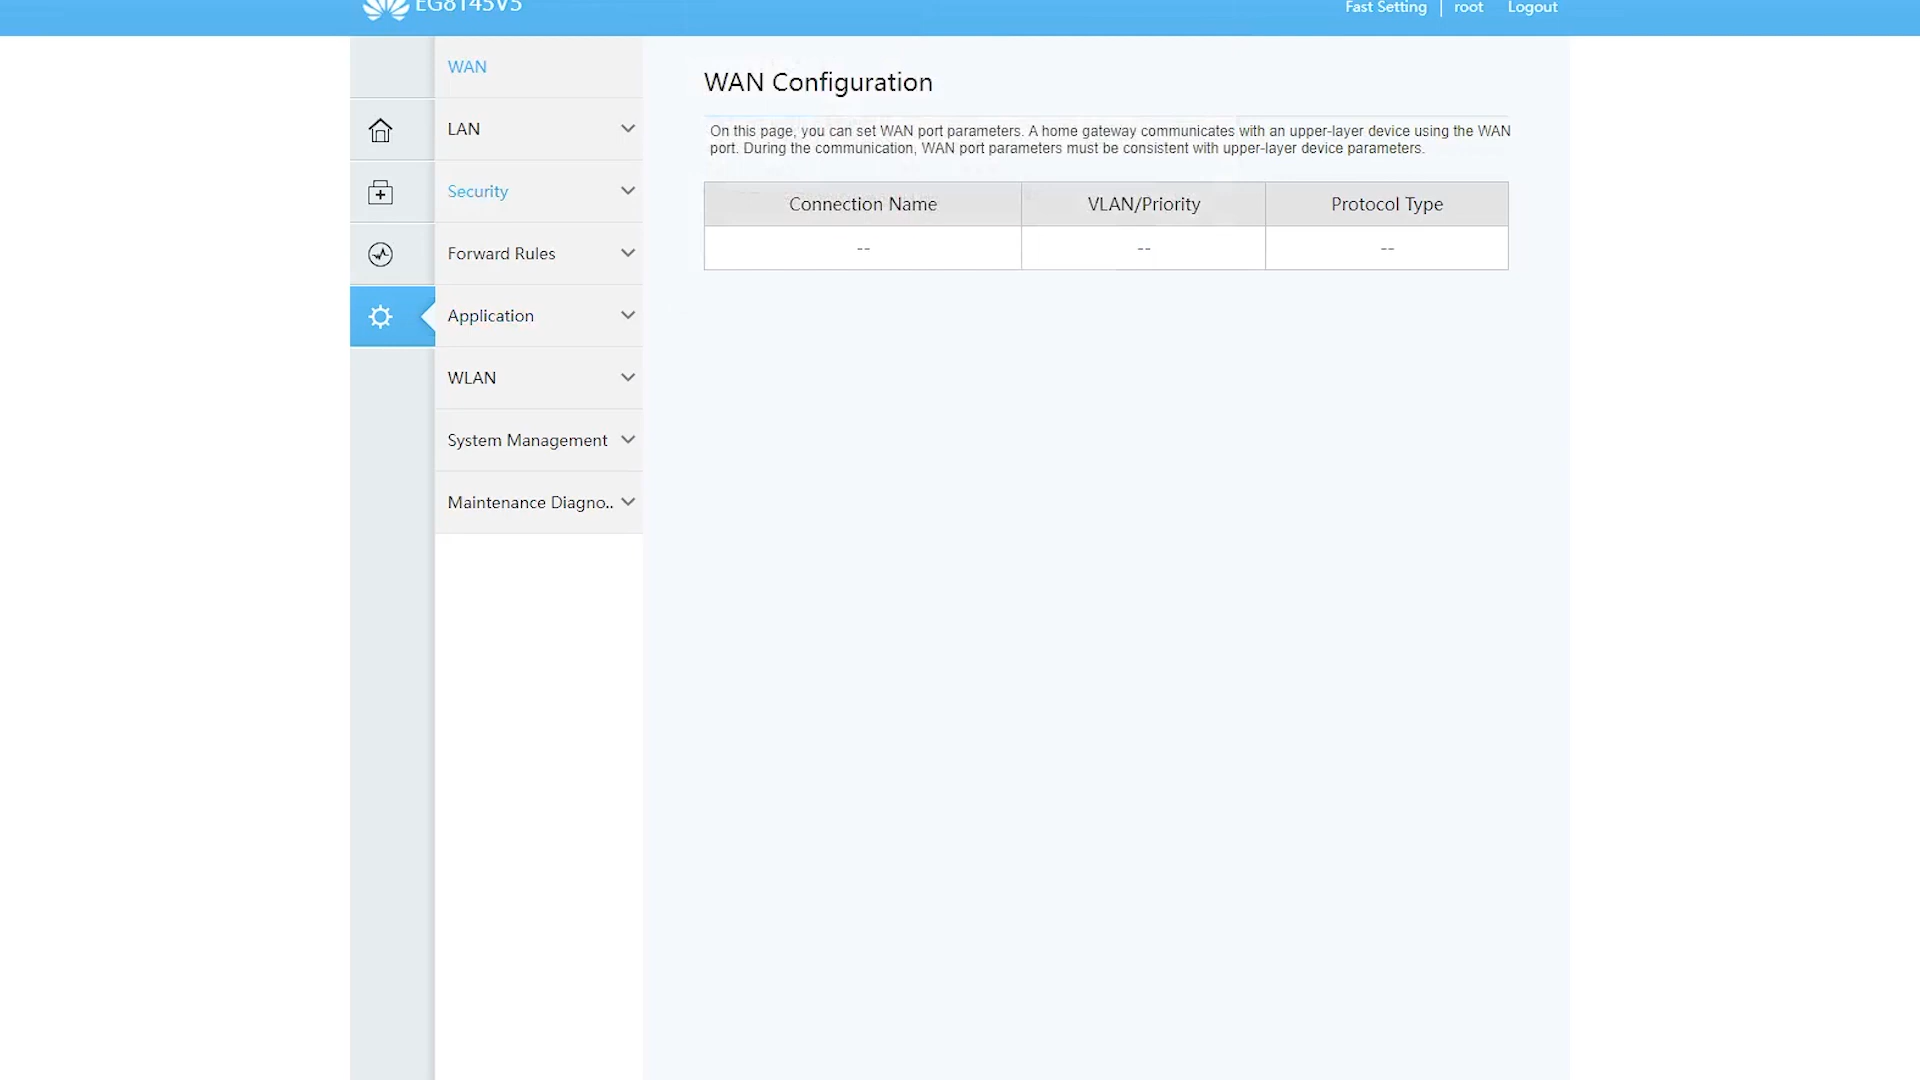 EG8145V5
Fast Setting | root Logout
WAN
LAN
Security
Forward Rules
Application
WLAN
System Management
Maintenance Diagno..
WAN Configuration
On this page, you can set WAN port parameters. A home gateway communicates with an upper-layer device using the WAN
port. During the communication, WAN port parameters must be consistent with upper-layer device parameters.
Connection Name VLAN/Priority Protocol Type
-- -- --